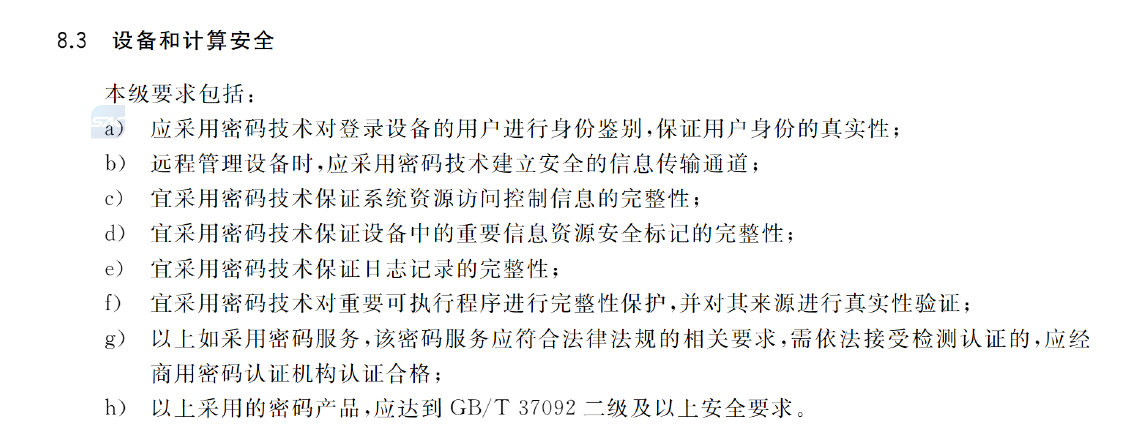 8.3 设备和计算安全
本级要求包括：
a) 应采用密码技术对登录设备的用户进行身份鉴别,保证用户身份的真实性;
b) 远程管理设备时,应采用密码技术建立安全的信息传输通道;
c) 宜采用密码技术保证系统资源访问控制信息的完整性;
d) 宜采用密码技术保证设备中的重要信息资源安全标记的完整性;
e) 宜采用密码技术保证日志记录的完整性;
f) 宜采用密码技术对重要可执行程序进行完整性保护,并对其来源进行真实性验证;
g) 以上如采用密码服务,该密码服务应符合法律法规的相关要求,需依法接受检测认证的,应经
商用密码认证机构认证合格;
h) 以上采用的密码产品,应达到 GB/T 37092 二级及以上安全要求。